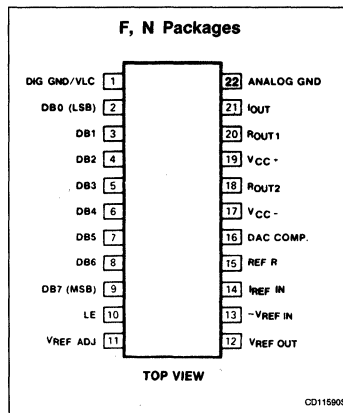 F, N Packages
DIG GND/VLC 1
DB0 (LSB) 2
DB1 3
DB2 4
DB3 5
DB4 6
DB5 7
DB6 8
DB7 (MSB) 9
LE 10
VREF ADJ 11
22 ANALOG GND
21 IOUT
20 ROUT1
19 VCC -
18 ROUT2
17 VCC -
16 DAC COMP.
15 REF R
14 IREF IN
13 -VREF IN
12 VREF OUT
TOP VIEW
CD11590S